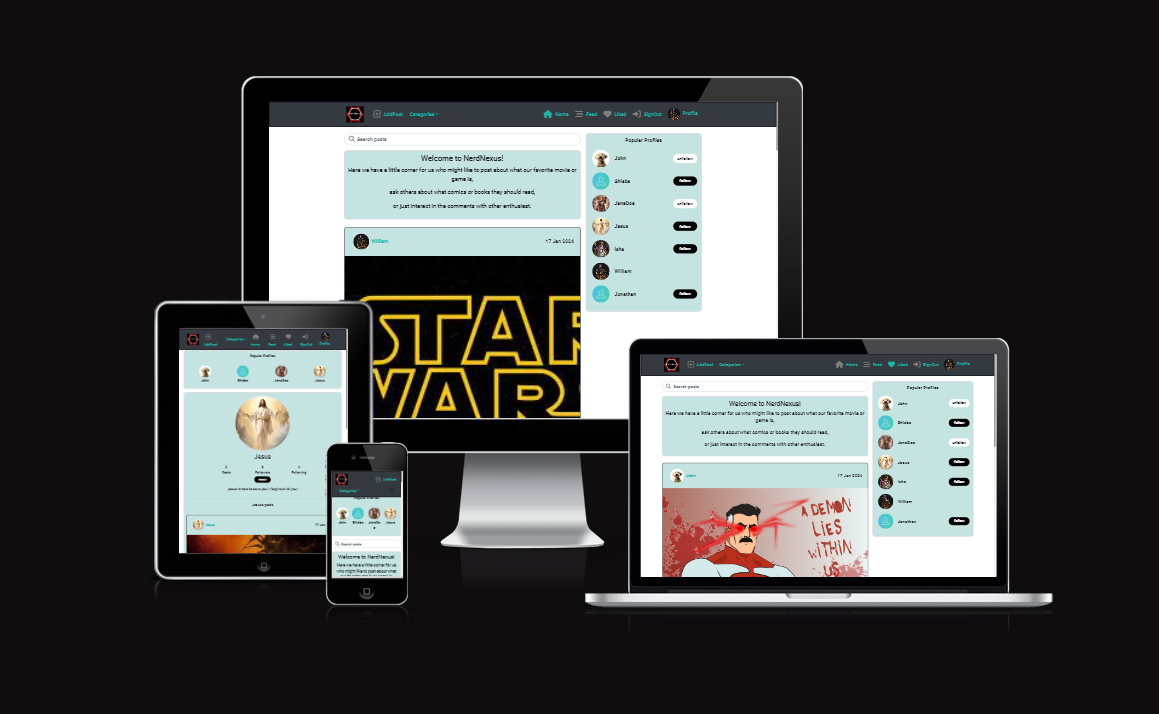 AddPost Categories Home Feed Liked SignOut Profile
Search posts
Welcome to NerdNexus!
Here we have a little corner for us who might like to post about what our favorite movie or
game is,
ask others about what comics or books they should read,
or just interact in the comments with other enthusiast.
William 17 Jan 2024
STAR
WARS
Popular Profiles
John unfollow
Shiaba follow
JaneDoe unfollow
Jesus follow
Isha follow
William
Jonathan follow
AddPost Categories Home Feed Liked SignOut Profile
Popular Profiles
John Shiaba JaneDoe Jesus
Jesus
Posts Followers Following
Jesus's posts
Jesus
AddPost
Categories
Popular Profiles
John Shiaba JaneDo Jesus
Search posts
Welcome to NerdNexus!
Here we have a little corner for us
who might like to post about what
AddPost Categories Home Feed Liked SignOut Profile
Search posts
Welcome to NerdNexus!
Here we have a little corner for us who might like to post about what our favorite movie or
game is,
ask others about what comics or books they should read,
or just interact in the comments with other enthusiast.
John 17 Jan 2024
A DEMON
LIES
WITHIN
US
Popular Profiles
John unfollow
Shiaba follow
JaneDoe unfollow
Jesus follow
Isha follow
William
Jonathan follow